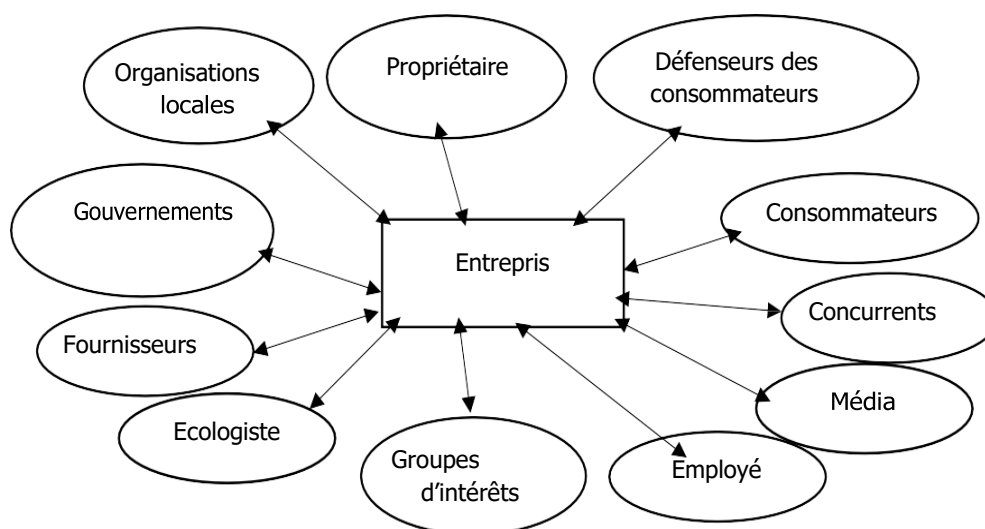 Organisations
locales
Propriétaire
Défenseurs des
consommateurs
Gouvernements
Consommateurs
Entrepris
Concurrents
Fournisseurs
Média
Ecologiste
Groupes
d'intérêts
Employé